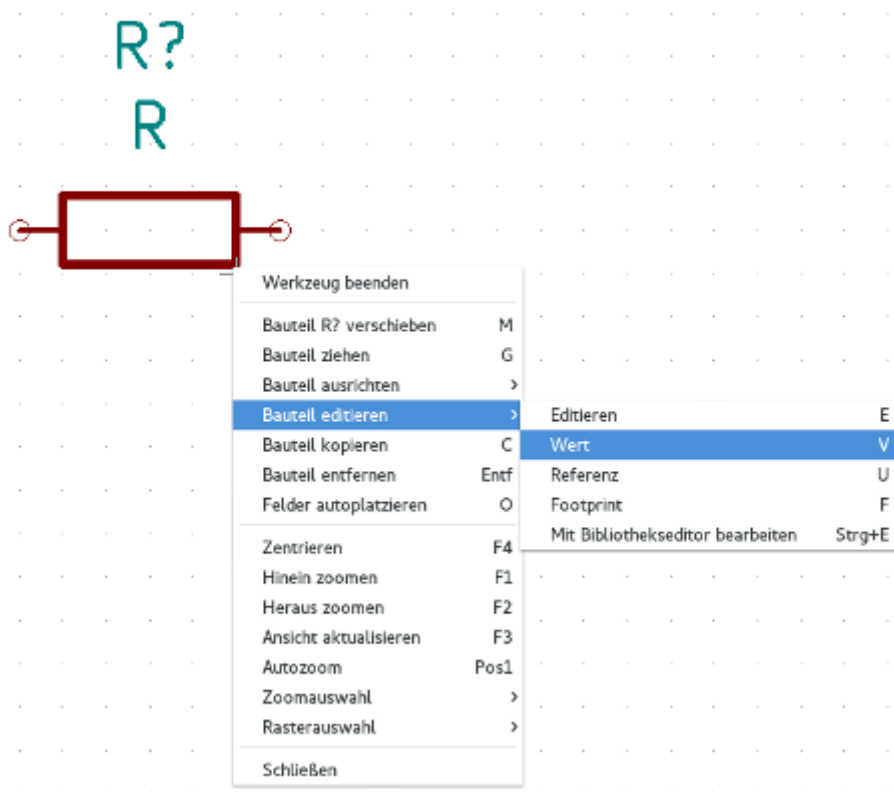 R?
R
Werkzeug beenden
Bauteil R? verschieben M
Bauteil ziehen G
Bauteil ausrichten >
Bauteil editieren >
Bauteil kopieren C
Bauteil entfernen Entf
Felder autoplatzieren O
Zentrieren F4
Hinein zoomen F1
Heraus zoomen F2
Ansicht aktualisieren F3
Autozoom Pos1
Zoomauswahl >
Rasterauswahl >
Schließen
Editieren E
Wert V
Referenz U
Footprint F
Mit Bibliothekseditor bearbeiten Strg+E